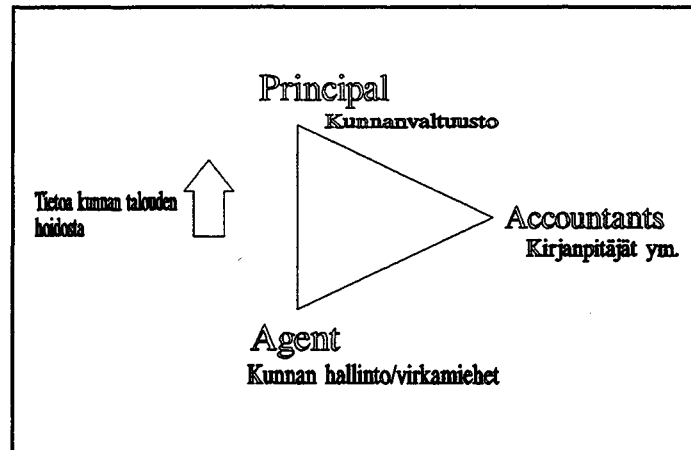 Principal
Kunnanvaltuusto
Tietoa kunnan talouden
hoidosta
Accountants
Kirjanpitäjät ym.
Agent
Kunnan hallinto/virkamiehet